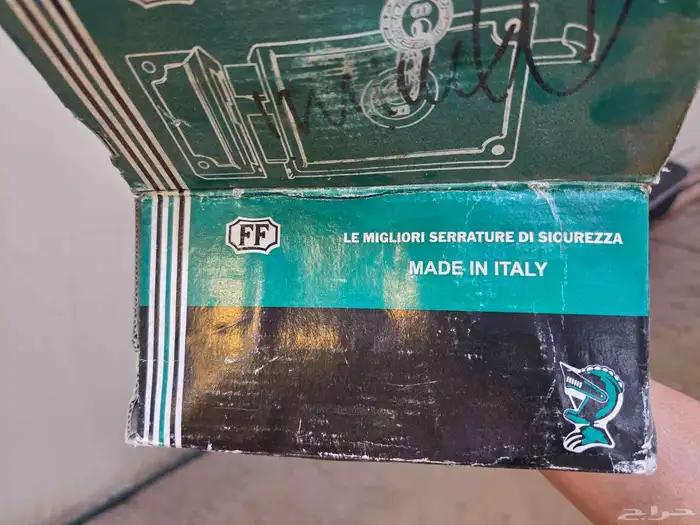 FF
LE MIGLIORI SERRATURE DI SICUREZZA
MADE IN ITALY
حراج